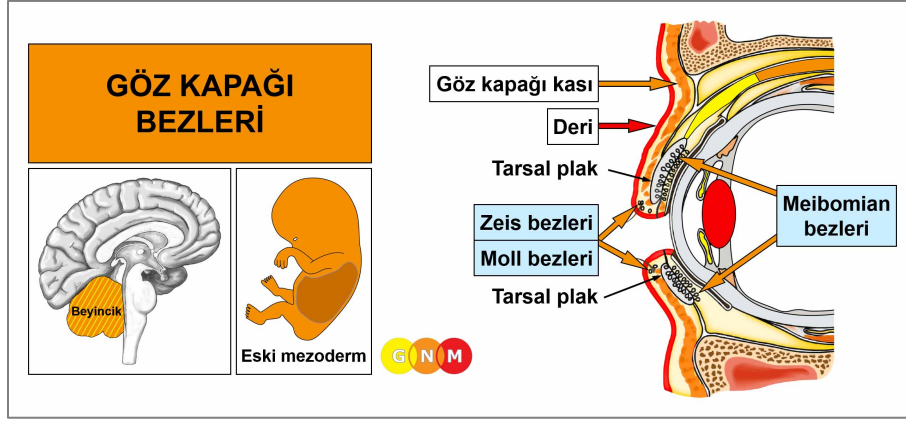 GÖZ KAPAĞI
BEZLERİ
Beyincik
Eski mezoderm
G N M
Göz kapağı kası
Deri
Tarsal plak
Zeis bezleri
Moll bezleri
Tarsal plak
Meibomian
bezleri